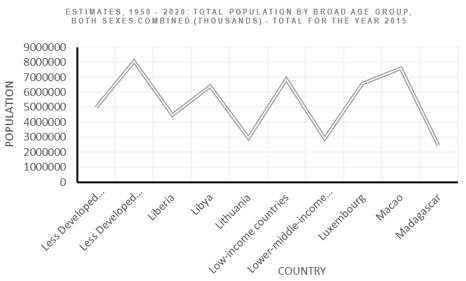 ESTIMATES, 1950 - 2020: TOTAL POPULATION BY BROAD AGE GROUP,
BOTH SEXES COMBINED (THOUSANDS) - TOTAL FOR THE YEAR 2015
POPULATION
9000000
8000000
7000000
6000000
5000000
4000000
3000000
2000000
1000000
0
Less Developed...
Less Developed...
Liberia
Libya
Lithuania
Low-income countries
Lower-middle-income...
Luxembourg
Macao
Madagascar
COUNTRY